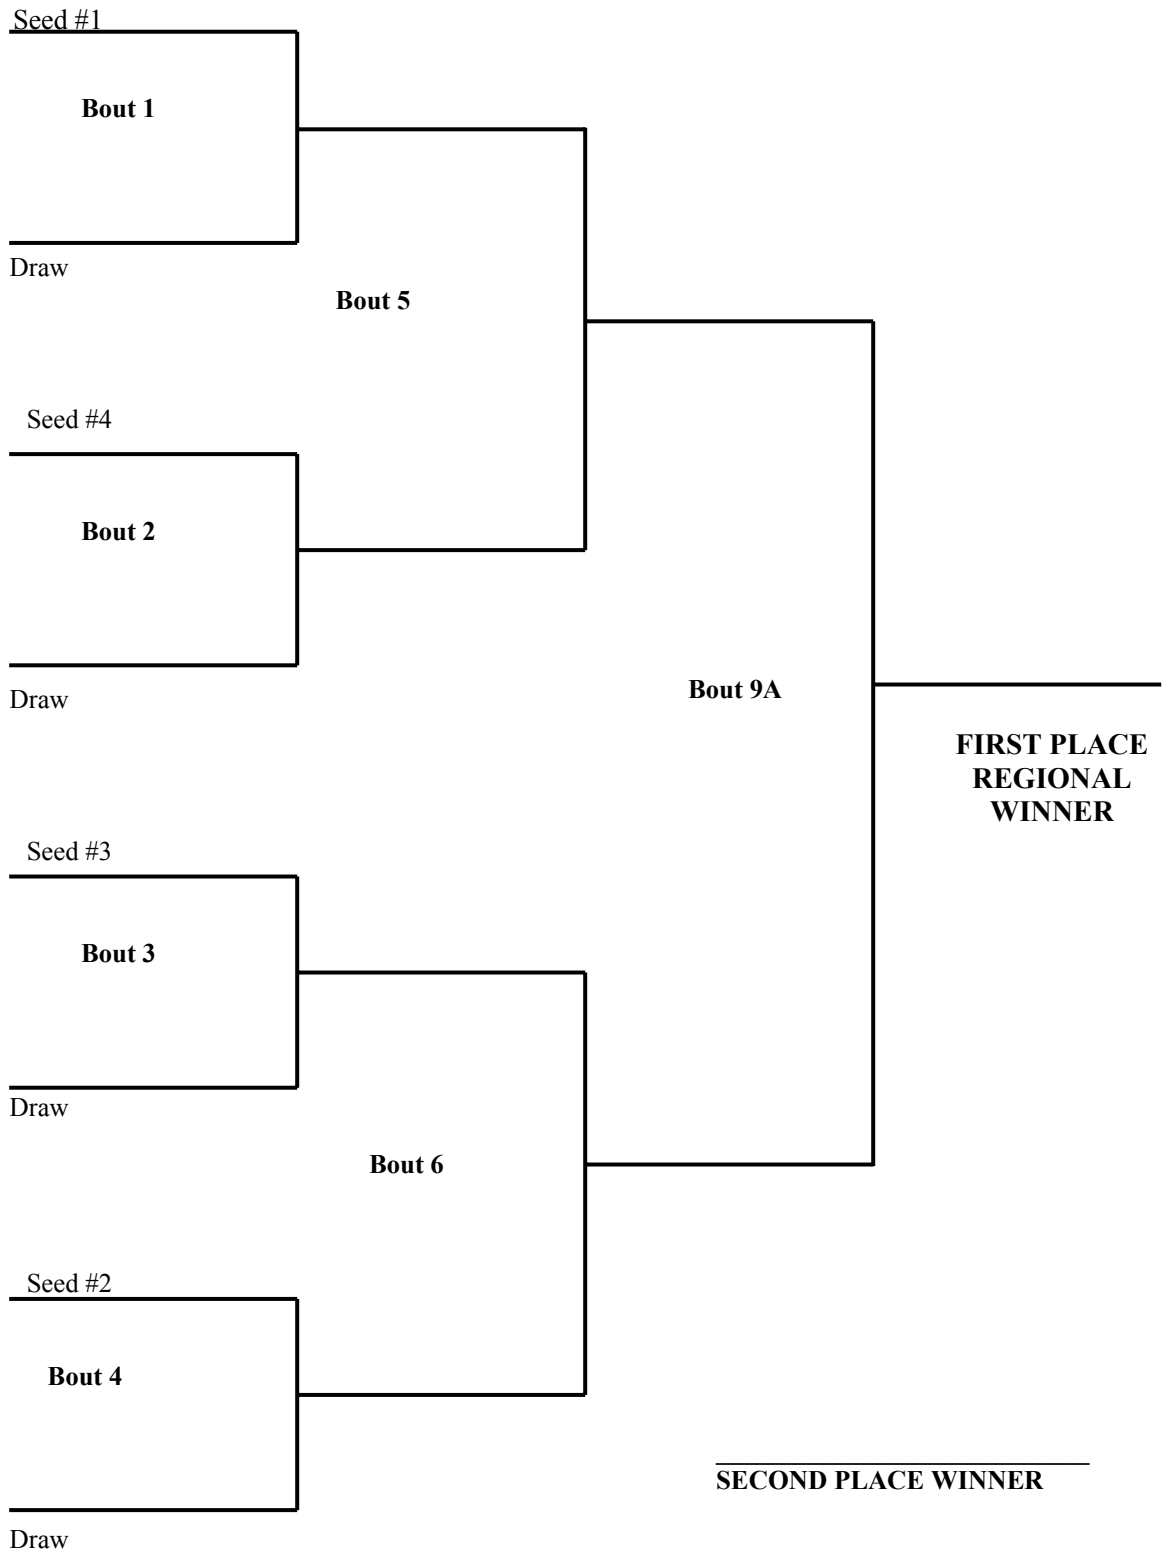 Seed #1
Bout 1
Draw
Bout 5
Seed #4
Bout 2
Draw
Bout 9A
FIRST PLACE
REGIONAL
WINNER
Seed #3
Bout 3
Draw
Bout 6
Seed #2
Bout 4
SECOND PLACE WINNER
Draw